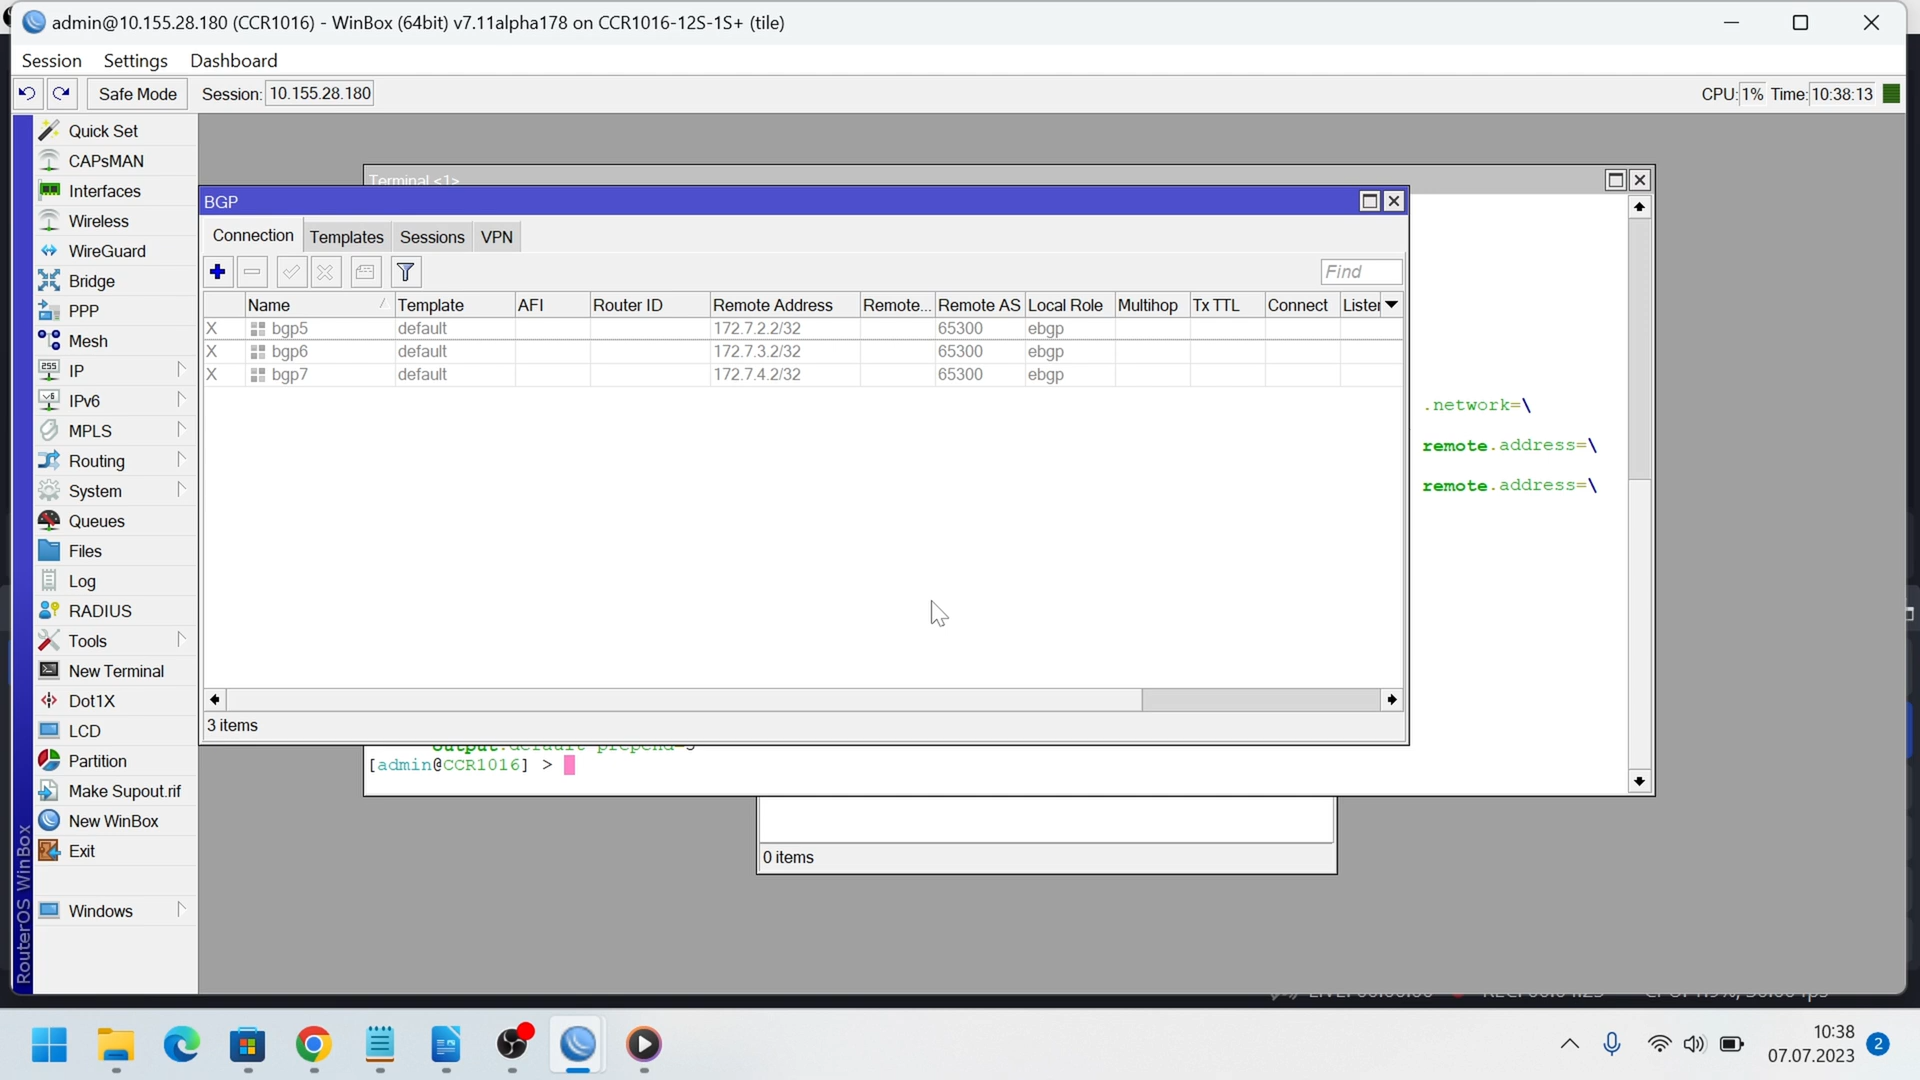 admin@10.155.28.180 (CCR1016) - WinBox (64bit) v7.11alpha178 on CCR1016-12S-1S+ (tile)
Session Settings Dashboard
Safe Mode Session: 10.155.28.180 CPU: 1% Time: 10:38:13
Quick Set
CAPsMAN
Interfaces
Wireless
WireGuard
Bridge
PPP
Mesh
IP
IPv6
MPLS
Routing
System
Queues
Files
Log
RADIUS
Tools
New Terminal
Dot1X
LCD
Partition
Make Supout.rif
New WinBox
Exit
Windows
RouterOS WinBox
Terminal <1>
BGP
Connection Templates Sessions VPN
Find
Name Template AFI Router ID Remote Address Remote... Remote AS Local Role Multihop Tx TTL Connect Lister
X bgp5 default 172.7.2.2/32 65300 ebgp
X bgp6 default 172.7.3.2/32 65300 ebgp
X bgp7 default 172.7.4.2/32 65300 ebgp
3 items
.network=\
remote.address=\
remote.address=\
[admin@CCR1016] >
0 items
10:38
07.07.2023
2